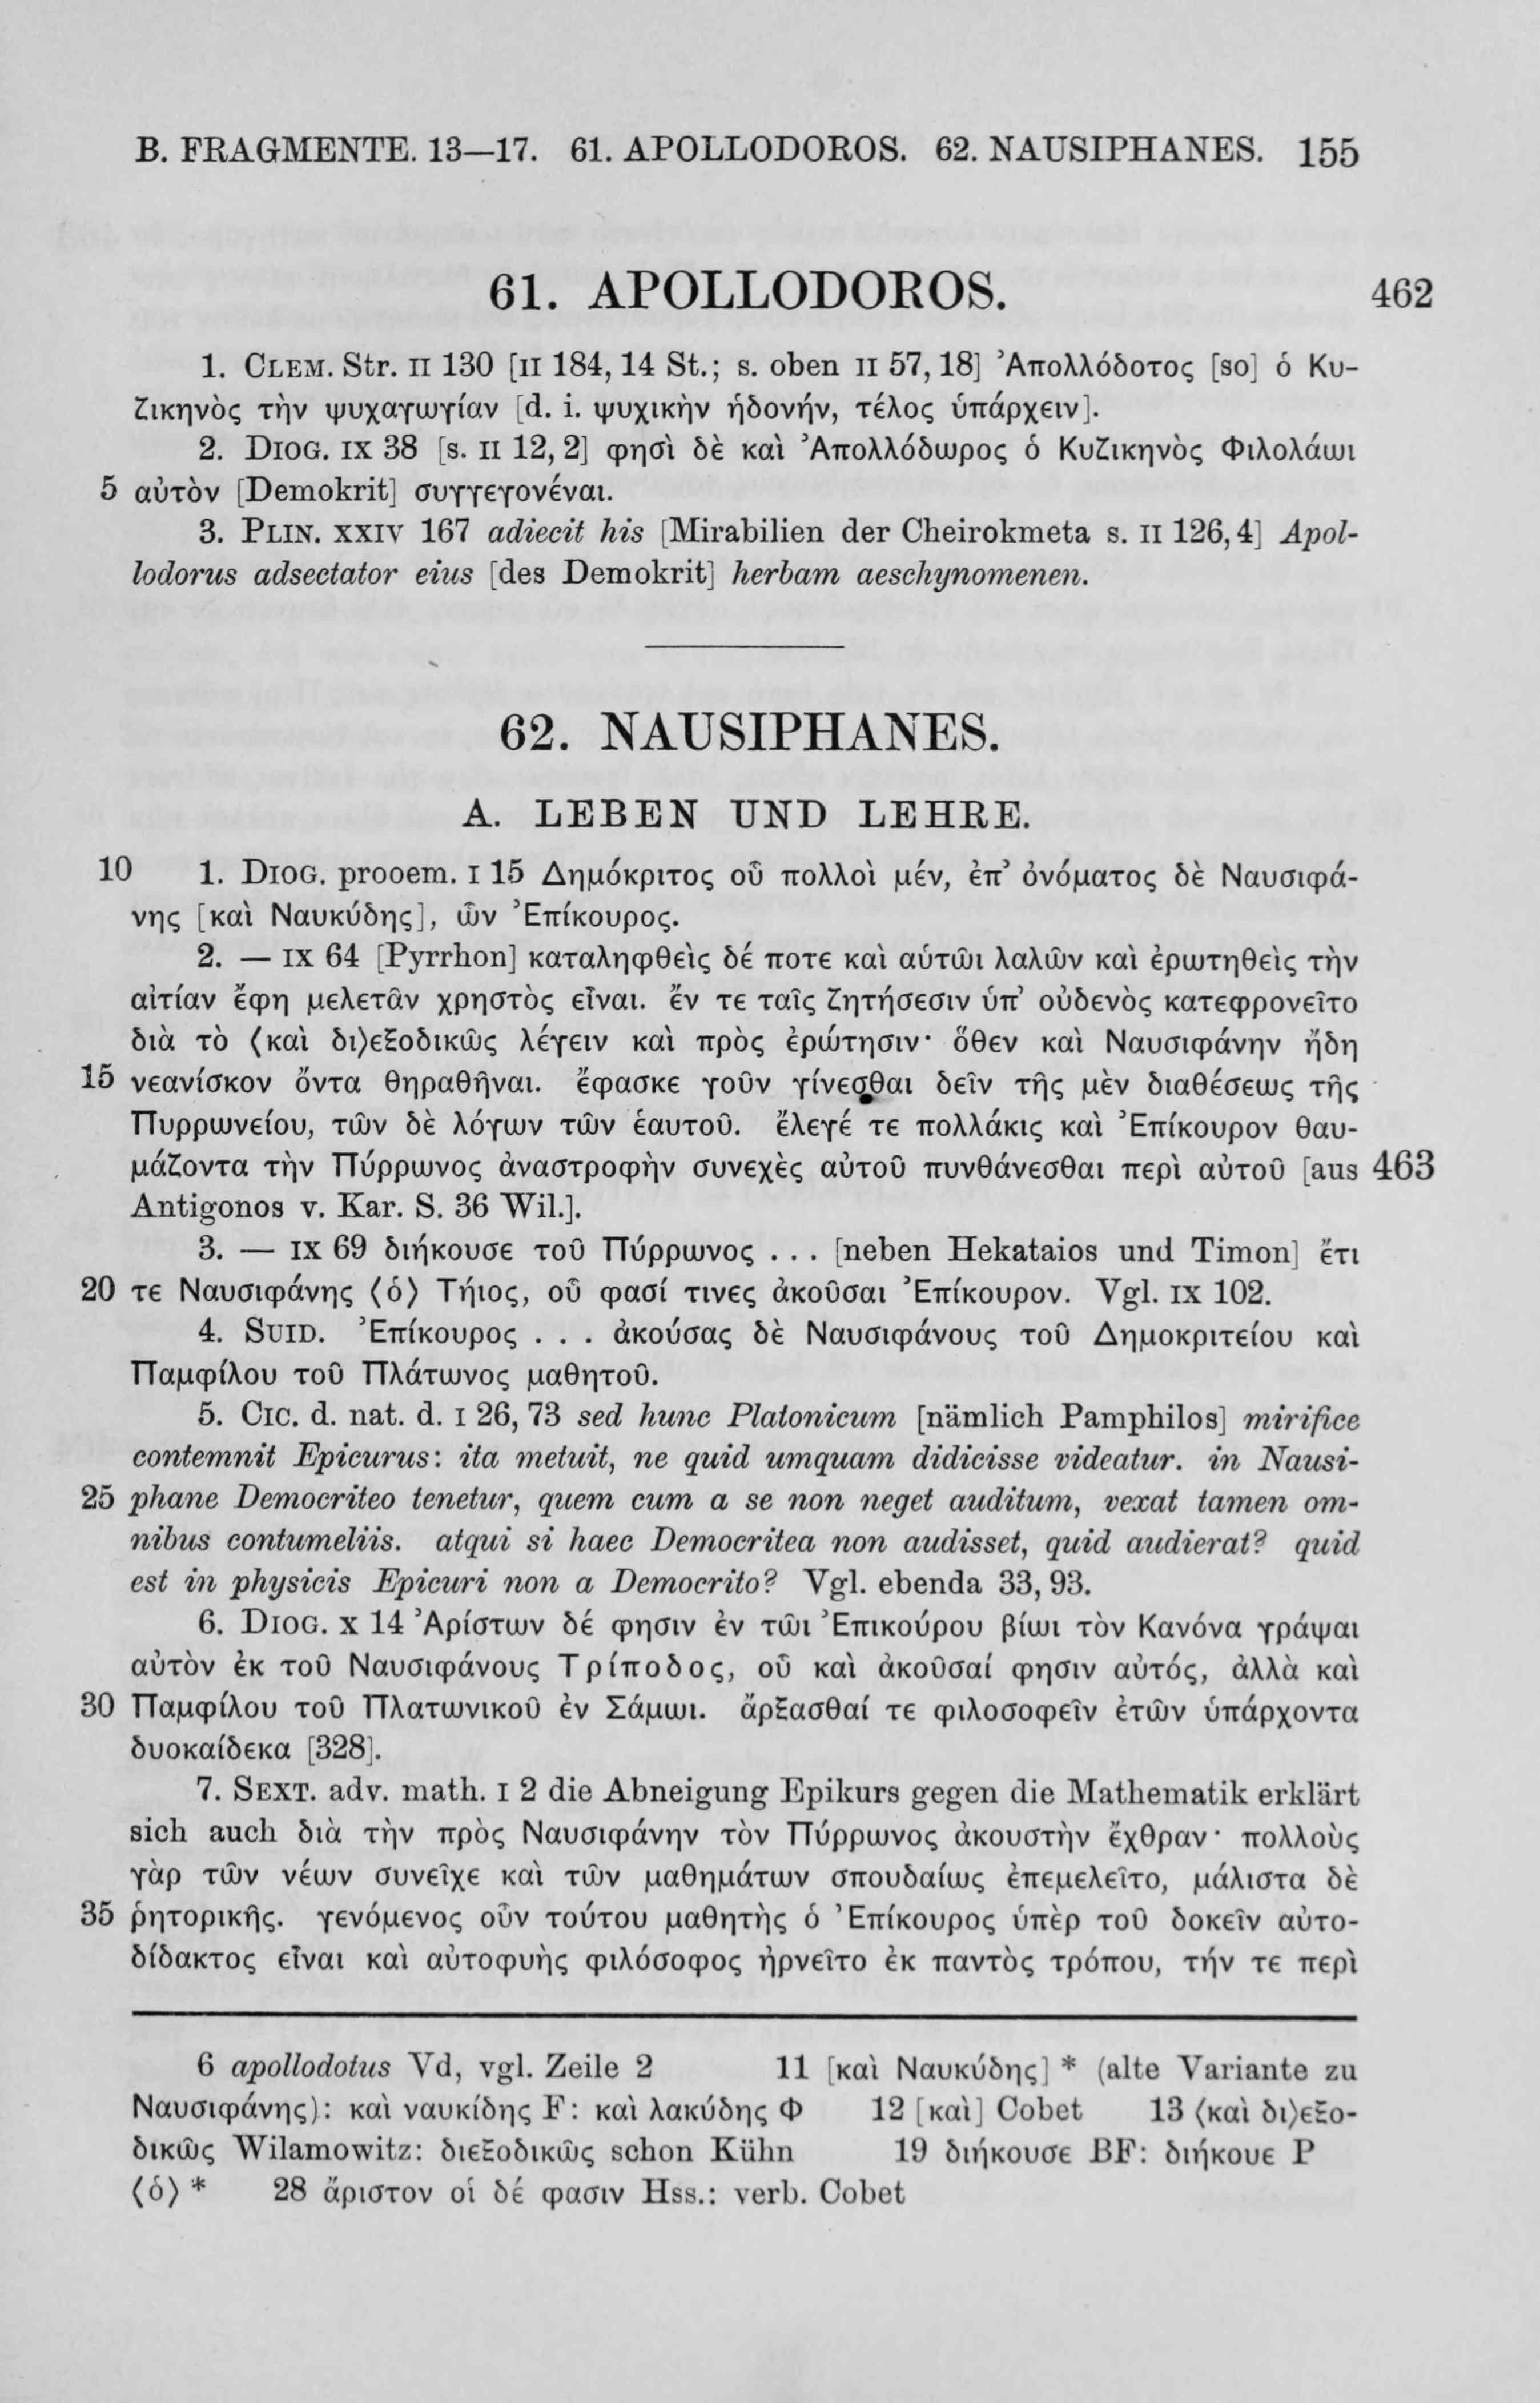 B. FRAGMENTE. 13—17. 61. APOLLODOROS. 62. NAUSIPHANES. 155
61. APOLLODOROS. 462
1. CLEM. Str. II 130 [II 184, 14 St.; s. oben II 57, 18] Ἀπολλόδοτος [so] ὁ Κυ-
ζικηνὸς τὴν ψυχαγωγίαν [d. i. ψυχικὴν ἡδονήν, τέλος ὑπάρχειν].
2. DIOG. IX 38 [s. II 12, 2] φησὶ δὲ καὶ Ἀπολλόδωρος ὁ Κυζικηνὸς Φιλολάωι
5 αὐτὸν [Demokrit] συγγεγονέναι.
3. PLIN. XXIV 167 adiecit his [Mirabilien der Cheirokmeta s. II 126, 4] Apol-
lodorus adsectator eius [des Demokrit] herbam aeschynomenen.
62. NAUSIPHANES.
A. LEBEN UND LEHRE.
10 1. DIOG. prooem. I 15 Δημόκριτος οὗ πολλοὶ μέν, ἐπ’ ὀνόματος δὲ Ναυσιφά-
νης [καὶ Ναυκύδης], ὧν Ἐπίκουρος.
2. — IX 64 [Pyrrhon] καταληφθεὶς δέ ποτε καὶ αὑτῶι λαλῶν καὶ ἐρωτηθεὶς τὴν
αἰτίαν ἔφη μελετᾶν χρηστὸς εἶναι. ἔν τε ταῖς ζητήσεσιν ὑπ’ οὐδενὸς κατεφρονεῖτο
διὰ τὸ ⟨καὶ δι⟩εξοδικῶς λέγειν καὶ πρὸς ἐρώτησιν· ὅθεν καὶ Ναυσιφάνην ἤδη
15 νεανίσκον ὄντα θηραθῆναι. ἔφασκε γοῦν γίνεσθαι δεῖν τῆς μὲν διαθέσεως τῆς
Πυρρωνείου, τῶν δὲ λόγων τῶν ἑαυτοῦ. ἔλεγέ τε πολλάκις καὶ Ἐπίκουρον θαυ-
μάζοντα τὴν Πύρρωνος ἀναστροφὴν συνεχὲς αὐτοῦ πυνθάνεσθαι περὶ αὐτοῦ [aus 463
Antigonos v. Kar. S. 36 Wil.].
3. — IX 69 διήκουσε τοῦ Πύρρωνος . . . [neben Hekataios und Timon] ἔτι
20 τε Ναυσιφάνης ⟨ὁ⟩ Τήιος, οὗ φασί τινες ἀκοῦσαι Ἐπίκουρον. Vgl. IX 102.
4. SUID. Ἐπίκουρος . . . ἀκούσας δὲ Ναυσιφάνους τοῦ Δημοκριτείου καὶ
Παμφίλου τοῦ Πλάτωνος μαθητοῦ.
5. CIC. d. nat. d. I 26, 73 sed hunc Platonicum [nämlich Pamphilos] mirifice
contemnit Epicurus: ita metuit, ne quid umquam didicisse videatur. in Nausi-
25 phane Democriteo tenetur, quem cum a se non neget auditum, vexat tamen om-
nibus contumeliis. atqui si haec Democritea non audisset, quid audierat? quid
est in physicis Epicuri non a Democrito? Vgl. ebenda 33, 93.
6. DIOG. X 14 Ἀρίστων δέ φησιν ἐν τῶι Ἐπικούρου βίωι τὸν Κανόνα γράψαι
αὐτὸν ἐκ τοῦ Ναυσιφάνους Τρίποδος, οὗ καὶ ἀκοῦσαί φησιν αὐτός, ἀλλὰ καὶ
30 Παμφίλου τοῦ Πλατωνικοῦ ἐν Σάμωι. ἄρξασθαί τε φιλοσοφεῖν ἐτῶν ὑπάρχοντα
δυοκαίδεκα [328].
7. SEXT. adv. math. I 2 die Abneigung Epikurs gegen die Mathematik erklärt
sich auch διὰ τὴν πρὸς Ναυσιφάνην τὸν Πύρρωνος ἀκουστὴν ἔχθραν· πολλοὺς
γὰρ τῶν νέων συνεῖχε καὶ τῶν μαθημάτων σπουδαίως ἐπεμελεῖτο, μάλιστα δὲ
35 ῥητορικῆς. γενόμενος οὖν τούτου μαθητὴς ὁ Ἐπίκουρος ὑπὲρ τοῦ δοκεῖν αὐτο-
δίδακτος εἶναι καὶ αὐτοφυὴς φιλόσοφος ἠρνεῖτο ἐκ παντὸς τρόπου, τήν τε περὶ
6 apollodotus Vd, vgl. Zeile 2 11 [καὶ Ναυκύδης] * (alte Variante zu
Ναυσιφάνης): καὶ ναυκίδης F: καὶ λακύδης Φ 12 [καὶ] Cobet 13 ⟨καὶ δι⟩εξο-
δικῶς Wilamowitz: διεξοδικῶς schon Kühn 19 διήκουσε BF: διήκουε P
⟨ὁ⟩ * 28 ἄριστον οἱ δέ φασιν Hss.: verb. Cobet